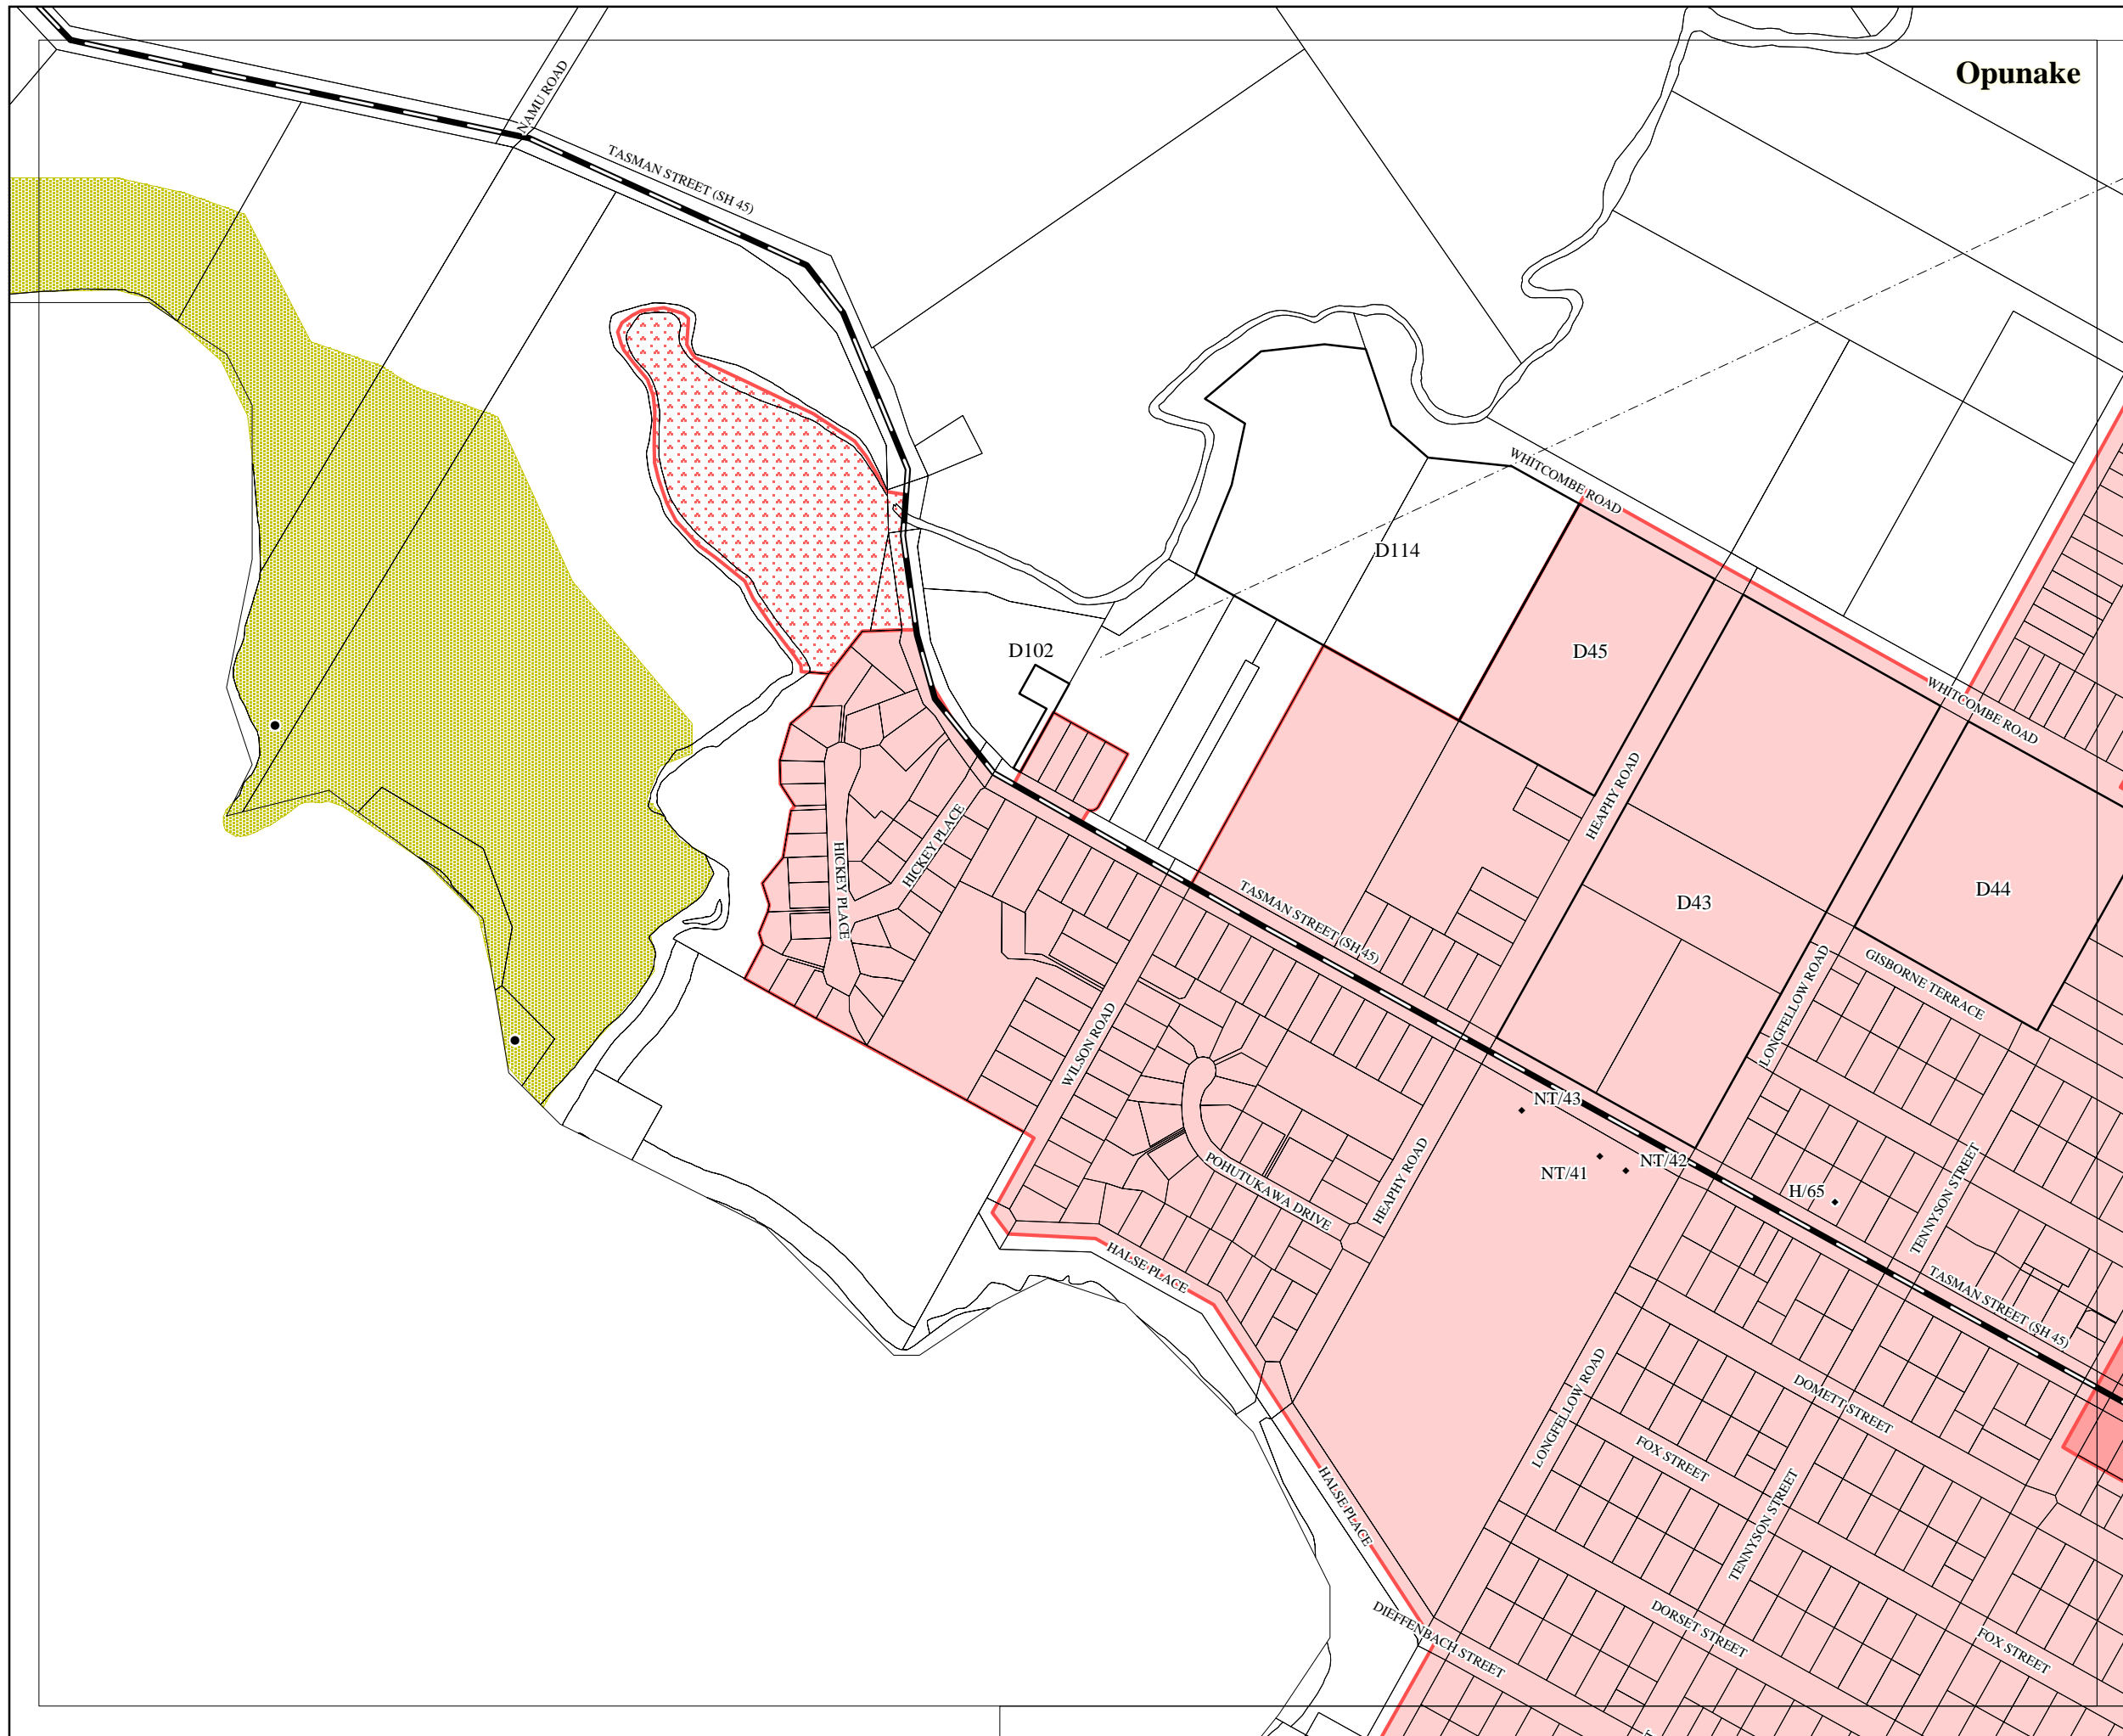 Opunake
NAMU ROAD
TASMAN STREET (SH 45)
WHITCOMBE ROAD
D114
D102
D45
WHITCOMBE ROAD
HEAPHY ROAD
HICKEY PLACE
HICKEY PLACE
TASMAN STREET (SH 45)
D43
D44
GISBORNE TERRACE
LONGFELLOW ROAD
WILSON ROAD
NT/43
NT/41
NT/42
H/65
POHUTUKAWA DRIVE
HEAPHY ROAD
TENNYSON STREET
HALSE PLACE
TASMAN STREET (SH 45)
DOMETT STREET
LONGFELLOW ROAD
FOX STREET
HALSE PLACE
TENNYSON STREET
DIEFFENBACH STREET
DORSET STREET
FOX STREET